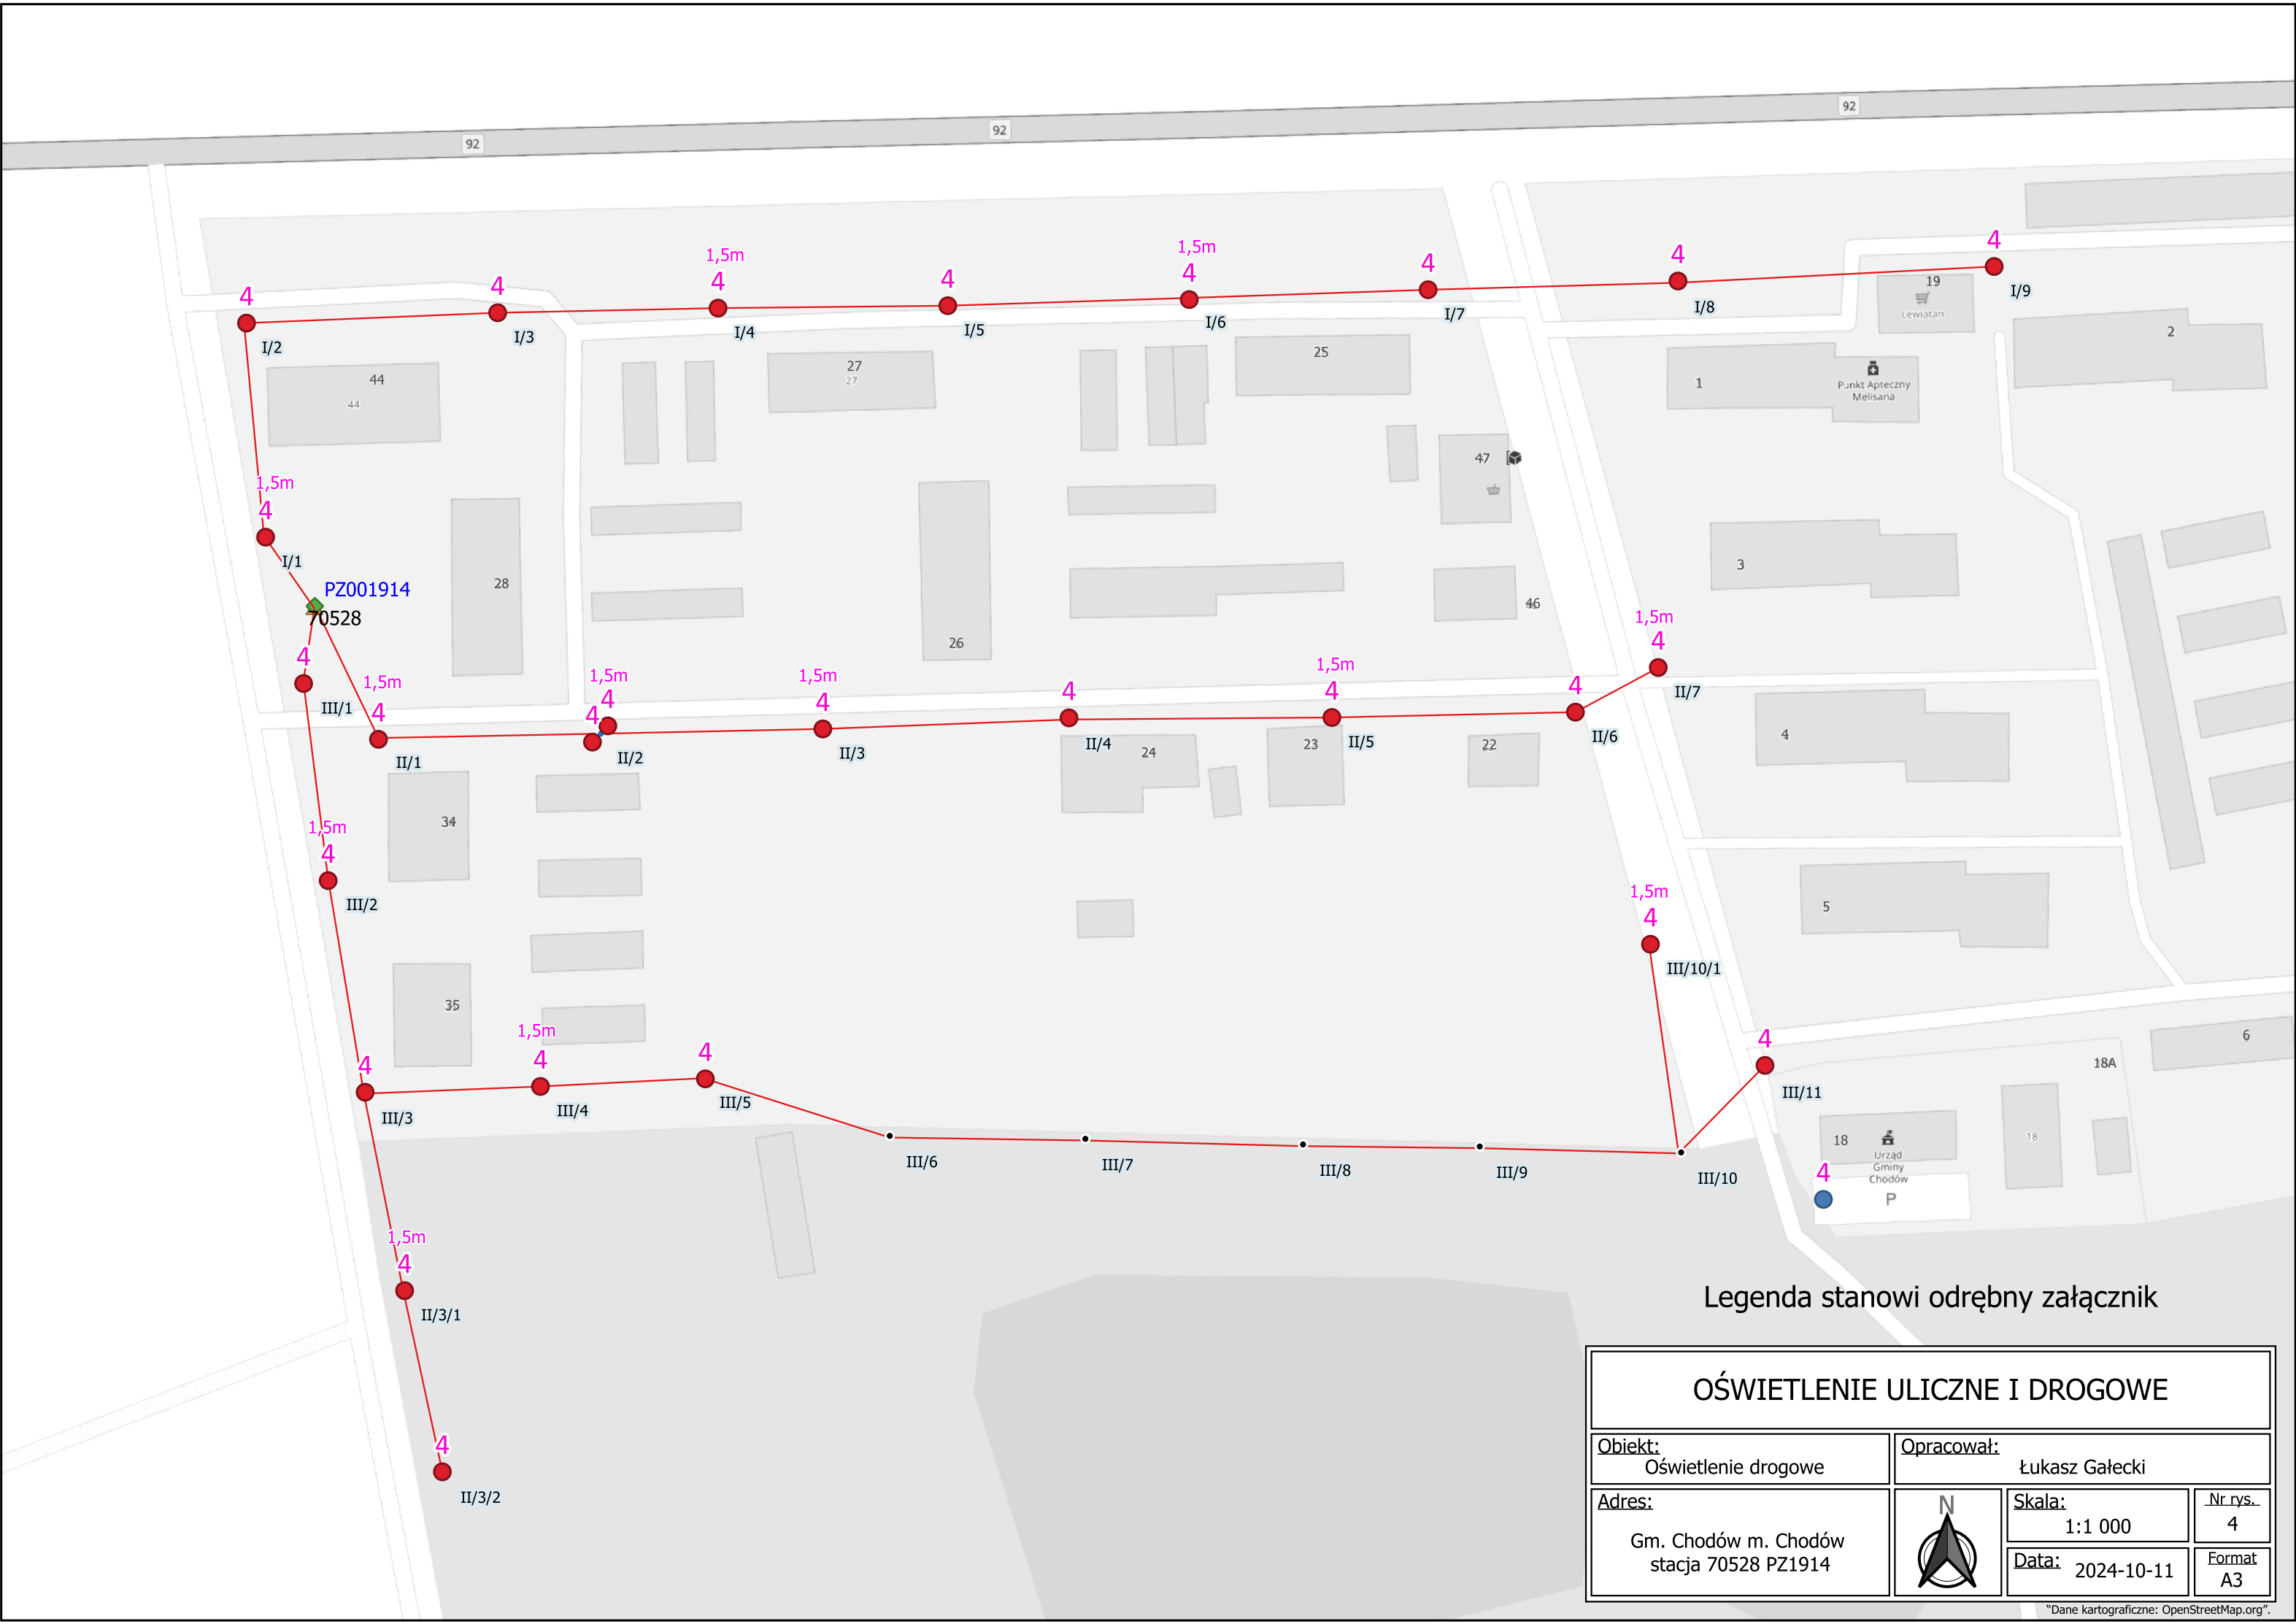 92
92
92
4
I/2
4
I/3
1,5m
4
I/4
4
I/5
1,5m
4
I/6
4
I/7
4
I/8
4
I/9
19
Lewiatan
2
44
44
27
27
25
1
Punkt Apteczny
Melisana
47
1,5m
4
I/1
PZ001914
70528
28
26
46
3
4
III/1
1,5m
4
II/1
1,5m
4
4
II/2
1,5m
4
II/3
4
II/4
1,5m
4
II/5
4
II/6
1,5m
4
II/7
24
23
22
4
34
1,5m
4
III/2
5
1,5m
4
III/10/1
35
4
III/3
1,5m
4
III/4
4
III/5
III/6
III/7
III/8
III/9
III/10
4
III/11
6
18A
18
18
Urząd
Gminy
Chodów
4
P
1,5m
4
II/3/1
4
II/3/2
Legenda stanowi odrębny załącznik
OŚWIETLENIE ULICZNE I DROGOWE
Obiekt:
Oświetlenie drogowe
Opracował:
Łukasz Gałecki
Adres:
Gm. Chodów m. Chodów
stacja 70528 PZ1914
N
Skala:
1:1 000
Nr rys.
4
Data: 2024-10-11
Format
A3
“Dane kartograficzne: OpenStreetMap.org”.